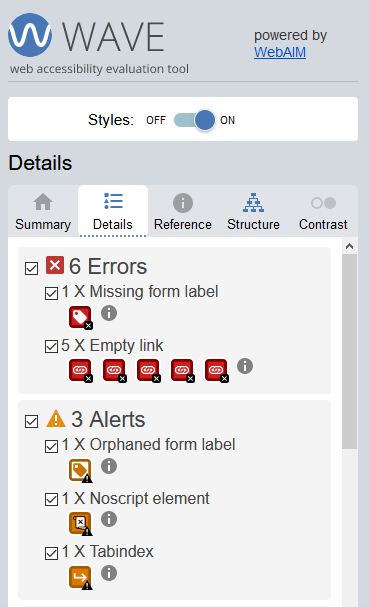 WAVE
powered by
WebAIM
web accessibility evaluation tool
Styles: OFF ON
Details
Summary Details Reference Structure Contrast
6 Errors
1 X Missing form label
5 X Empty link
3 Alerts
1 X Orphaned form label
1 X Noscript element
1 X Tabindex